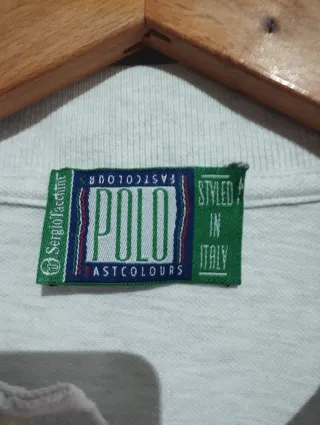 Sergio Tacchini
FASTCOLOUR
POLO
FASTCOLOURS
STYLED
IN
ITALY